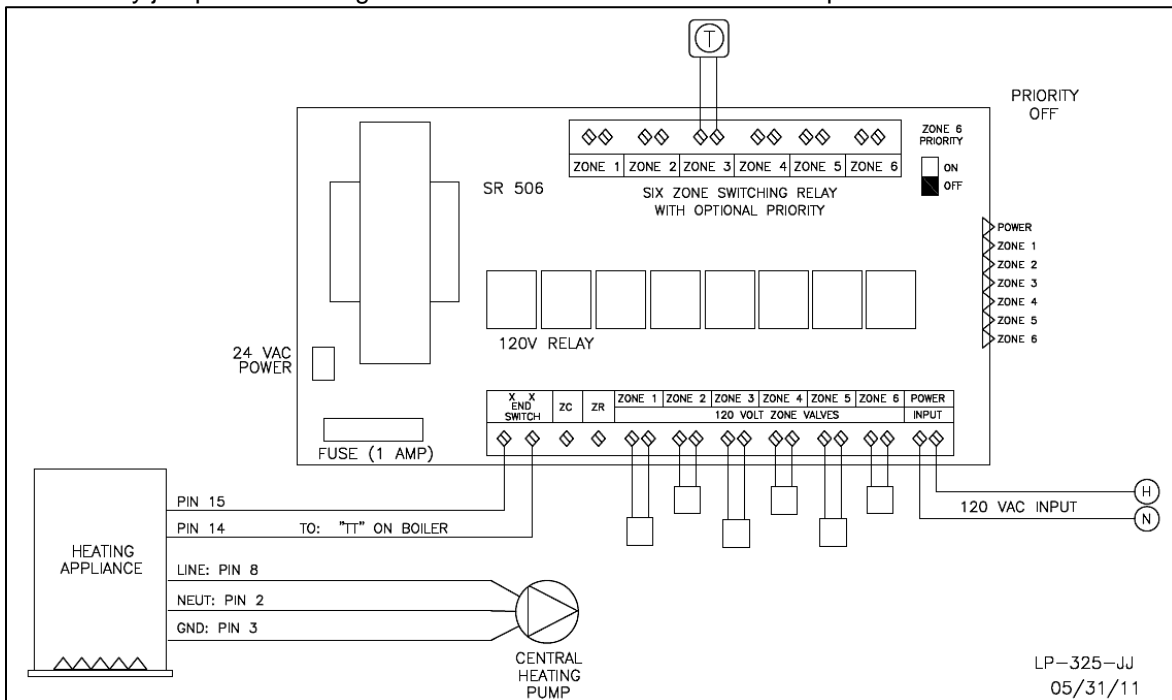 T
PRIORITY
OFF
ZONE 6
PRIORITY
ON
OFF
ZONE 1 ZONE 2 ZONE 3 ZONE 4 ZONE 5 ZONE 6
SR 506
SIX ZONE SWITCHING RELAY
WITH OPTIONAL PRIORITY
POWER
ZONE 1
ZONE 2
ZONE 3
ZONE 4
ZONE 5
ZONE 6
120V RELAY
24 VAC
POWER
FUSE (1 AMP)
X X
END
SWITCH
ZC
ZR
ZONE 1 ZONE 2 ZONE 3 ZONE 4 ZONE 5 ZONE 6
120 VOLT ZONE VALVES
POWER
INPUT
PIN 15
PIN 14
TO: "TT" ON BOILER
120 VAC INPUT
H
N
HEATING
APPLIANCE
LINE: PIN 8
NEUT: PIN 2
GND: PIN 3
CENTRAL
HEATING
PUMP
LP-325-JJ
05/31/11